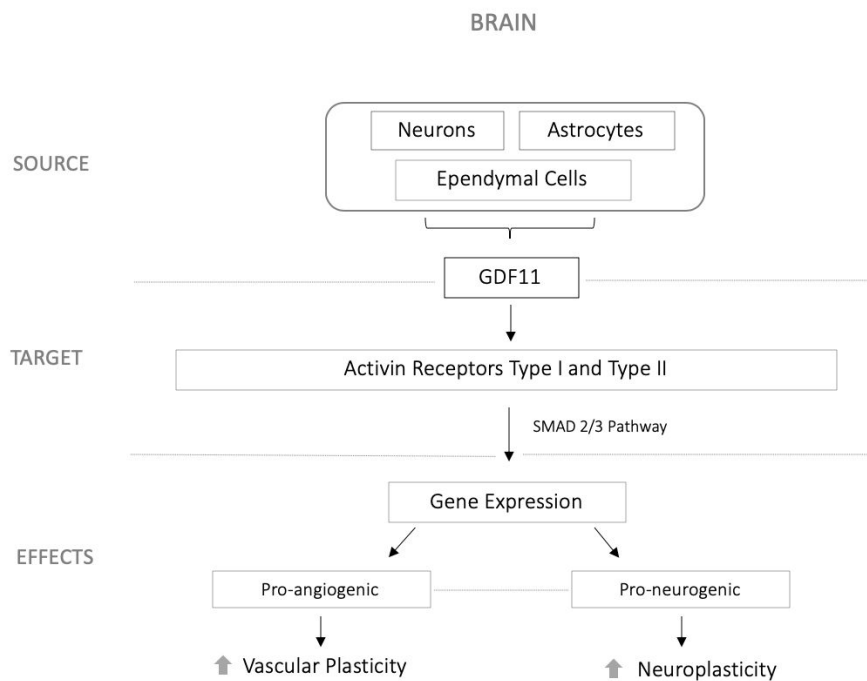 BRAIN
Neurons
Astrocytes
SOURCE
Ependymal Cells
GDF11
TARGET
Activin Receptors Type I and Type II
SMAD 2/3 Pathway
Gene Expression
EFFECTS
Pro-angiogenic
Pro-neurogenic
Vascular Plasticity
Neuroplasticity